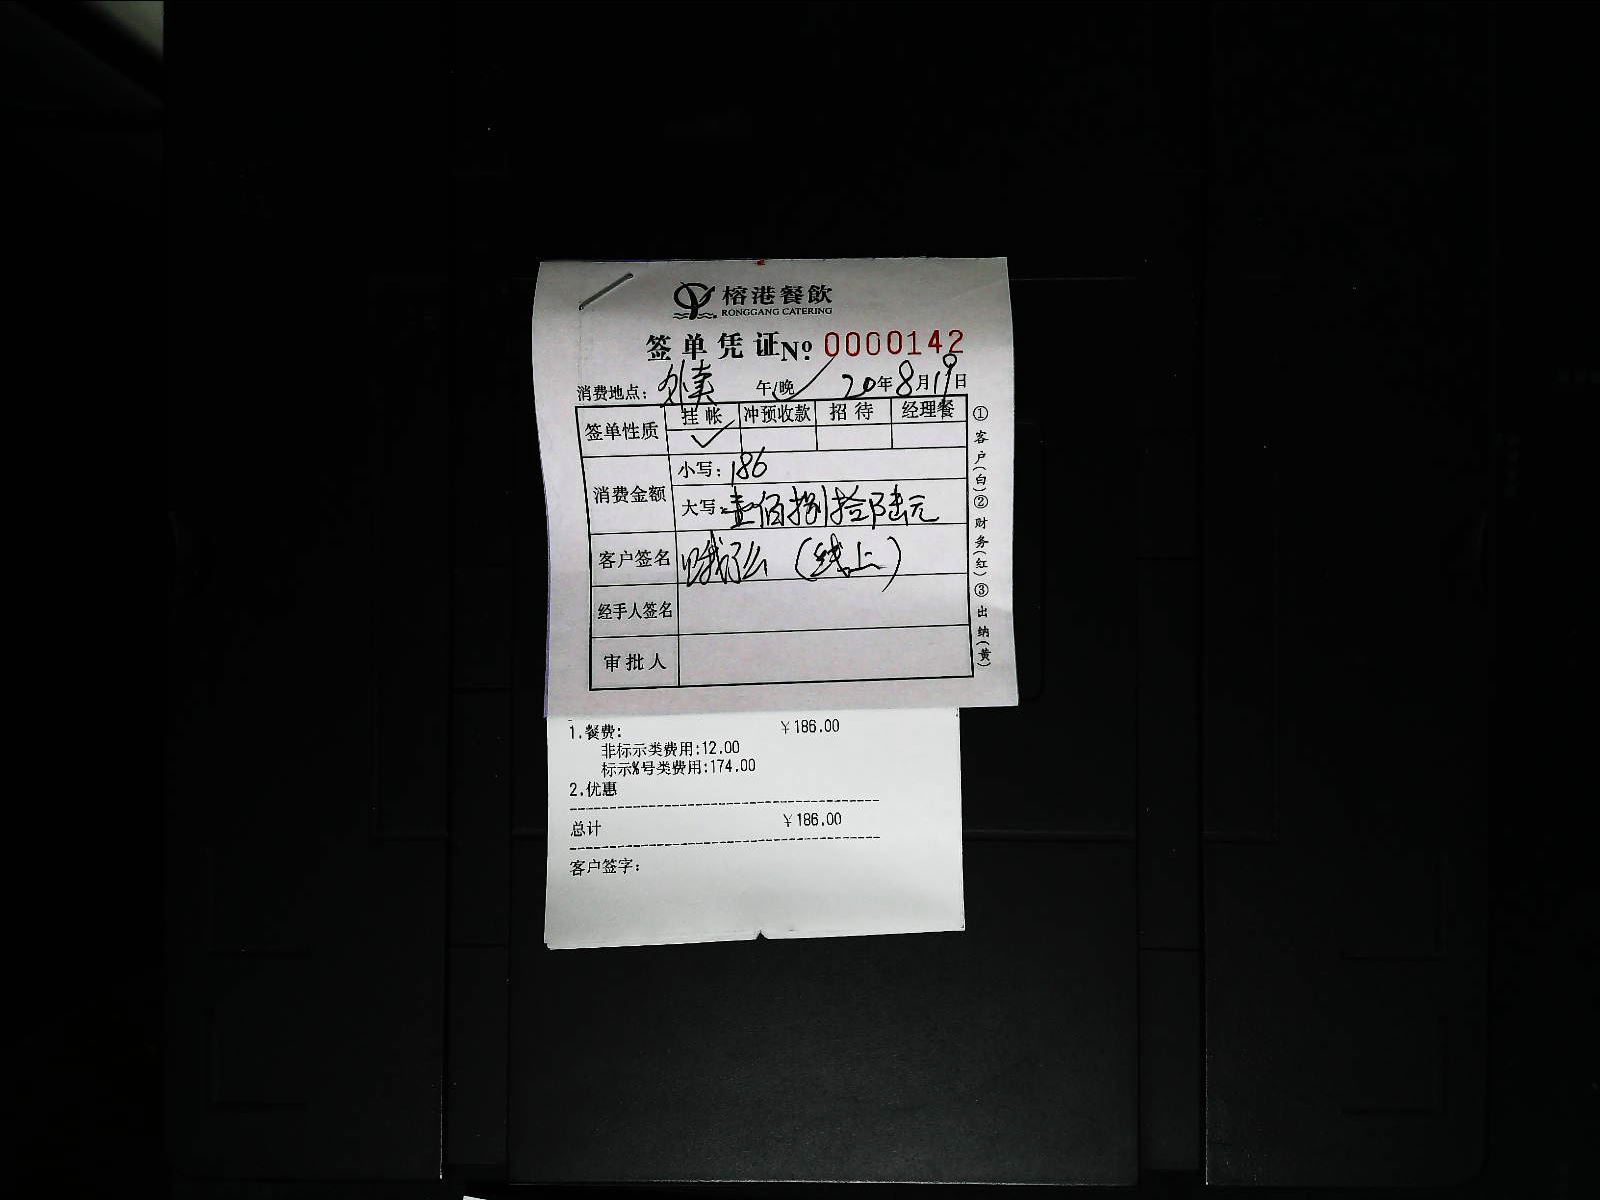 榕港餐飲
RONGGANG CATERING
签单凭证№ 0000142
消费地点：外卖 午/晚 20年8月19日
签单性质 挂帐 冲预收款 招待 经理餐
✓
消费金额 小写：186
大写：壹佰捌拾陆元
客户签名 饿了么（线上）
经手人签名
审批人
①客户(白)②财务(红)③出纳(黄)
1.餐费: ￥186.00
非标示类费用:12.00
标示%号类费用:174.00
2.优惠
总计 ￥186.00
客户签字: